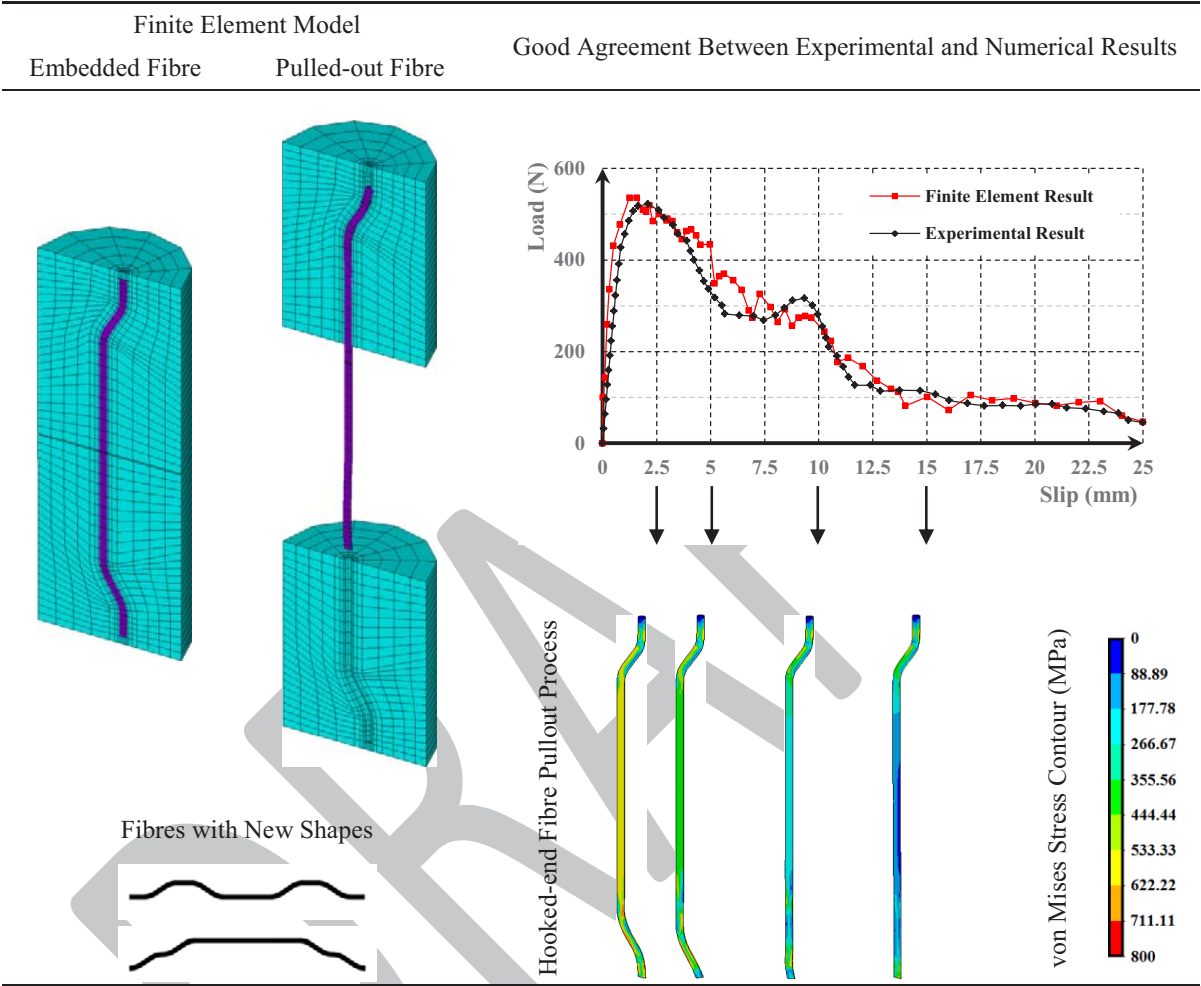 Finite Element Model
Embedded Fibre
Pulled-out Fibre
Good Agreement Between Experimental and Numerical Results
Load (N)
600
400
200
0
Finite Element Result
Experimental Result
0 2.5 5 7.5 10 12.5 15 17.5 20 22.5 25
Slip (mm)
Fibres with New Shapes
Hooked-end Fibre Pullout Process
von Mises Stress Contour (MPa)
0
88.89
177.78
266.67
355.56
444.44
533.33
622.22
711.11
800